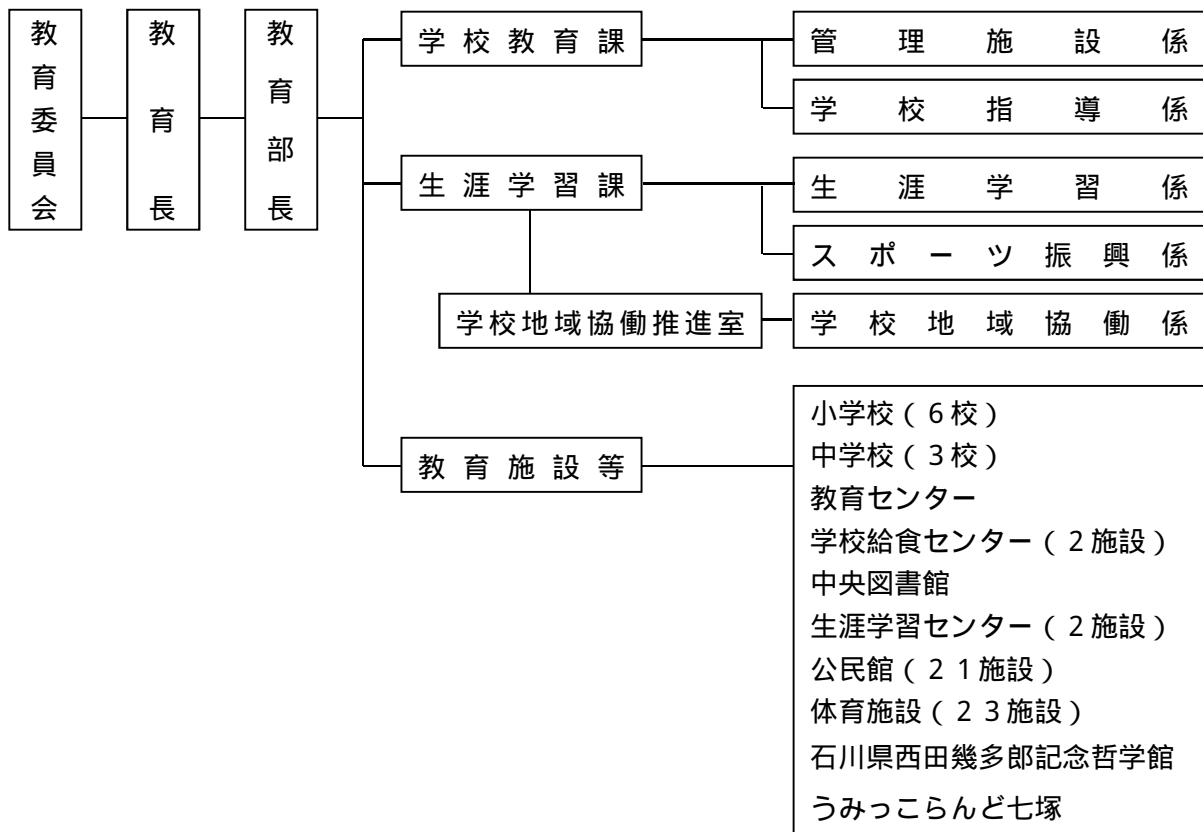 教育委員会
教育長
教育部長
学校教育課
管理施設係
学校指導係
生涯学習課
生涯学習係
スポーツ振興係
学校地域協働推進室
学校地域協働係
教育施設等
小学校(6校)
中学校(3校)
教育センター
学校給食センター(2施設)
中央図書館
生涯学習センター(2施設)
公民館(21施設)
体育施設(23施設)
石川県西田幾多郎記念哲学館
うみっこらんど七塚